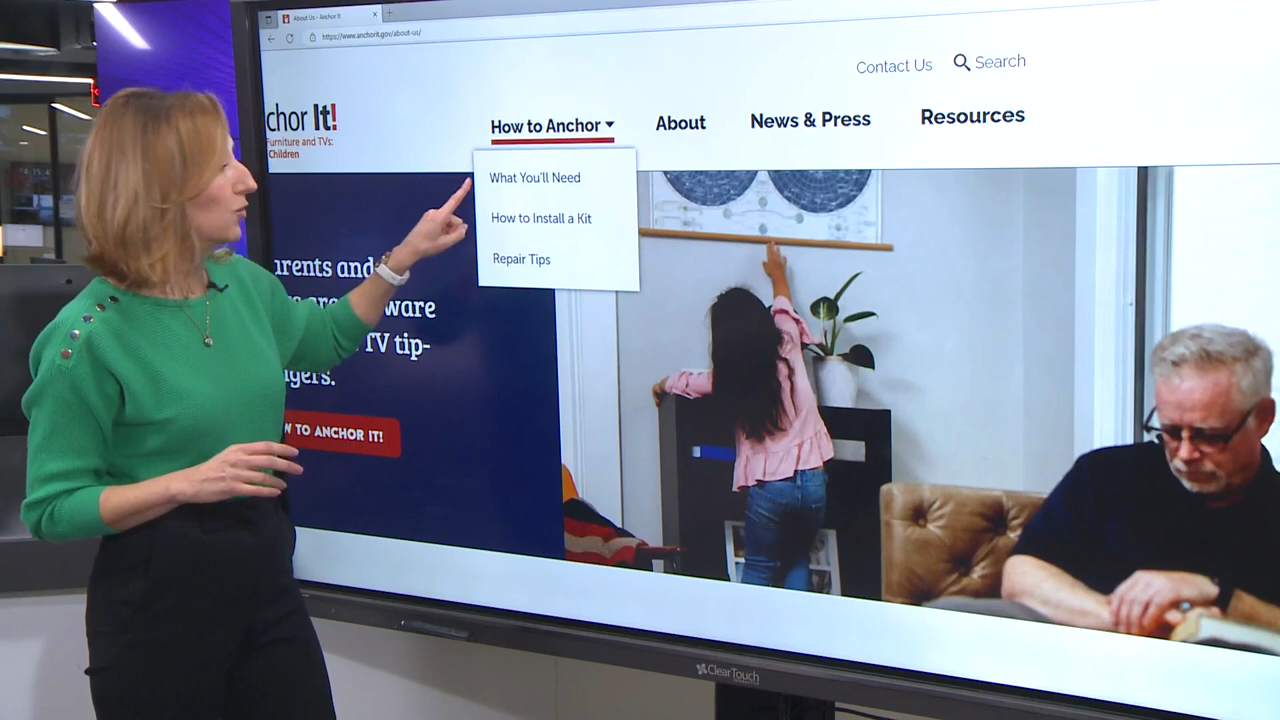 About Us - Anchor It
https://www.anchorit.gov/about-us/
Contact Us
Search
chor It!
Furniture and TVs:
Children
How to Anchor
About
News & Press
Resources
What You'll Need
How to Install a Kit
Repair Tips
arents and
ware
TV tip-
TO ANCHOR IT!
ClearTouch